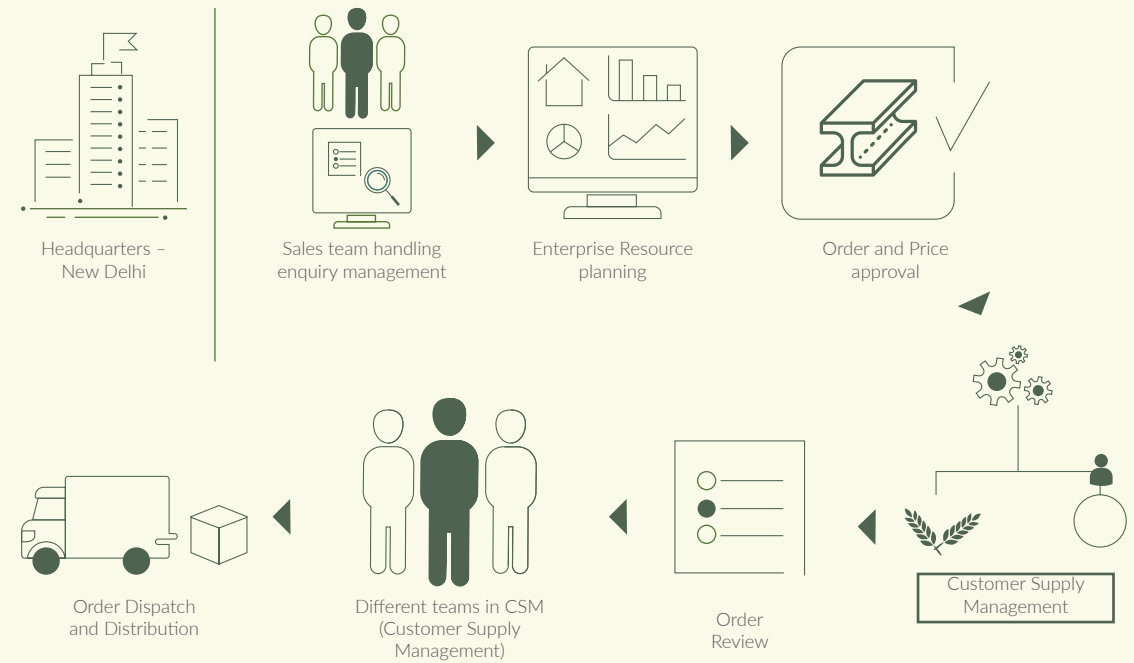 Headquarters –
New Delhi
Sales team handling
enquiry management
Enterprise Resource
planning
Order and Price
approval
Customer Supply
Management
Order
Review
Different teams in CSM
(Customer Supply
Management)
Order Dispatch
and Distribution